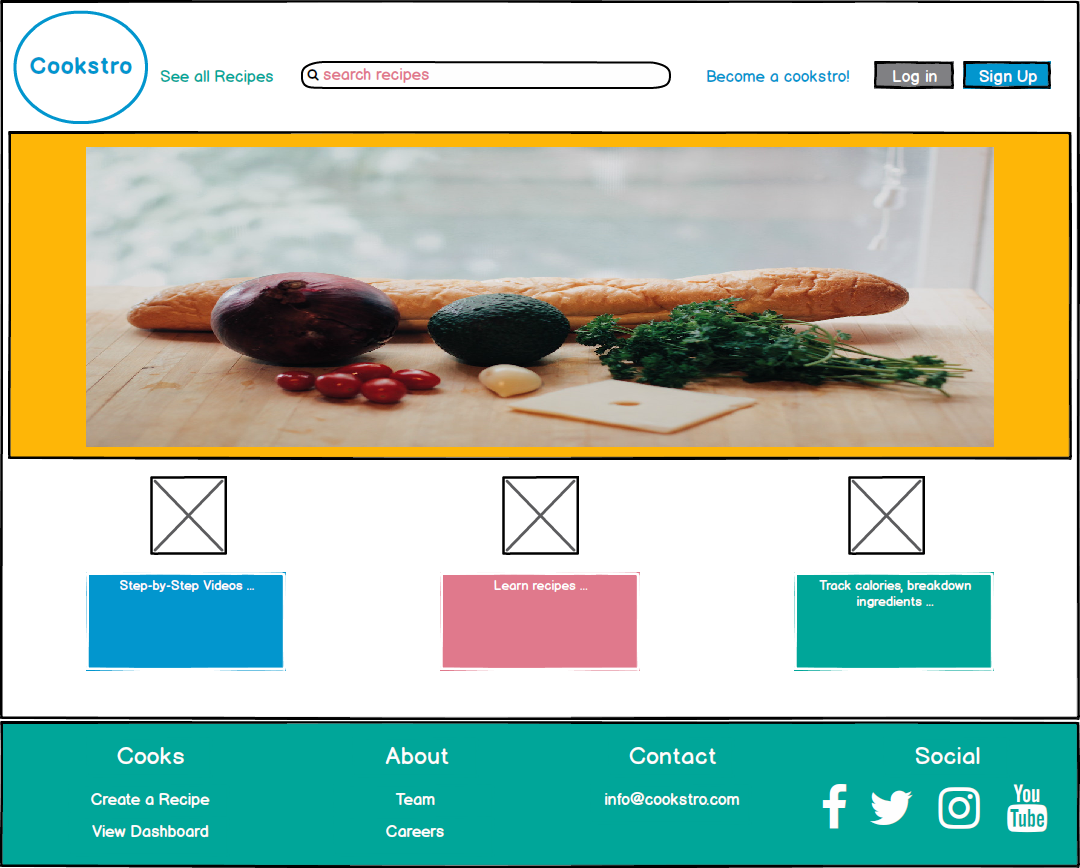 Cookstro
See all Recipes
search recipes
Become a cookstro!
Log in
Sign Up
Step-by-Step Videos ...
Learn recipes ...
Track calories, breakdown
ingredients ...
Cooks
Create a Recipe
View Dashboard
About
Team
Careers
Contact
info@cookstro.com
Social
You
Tube